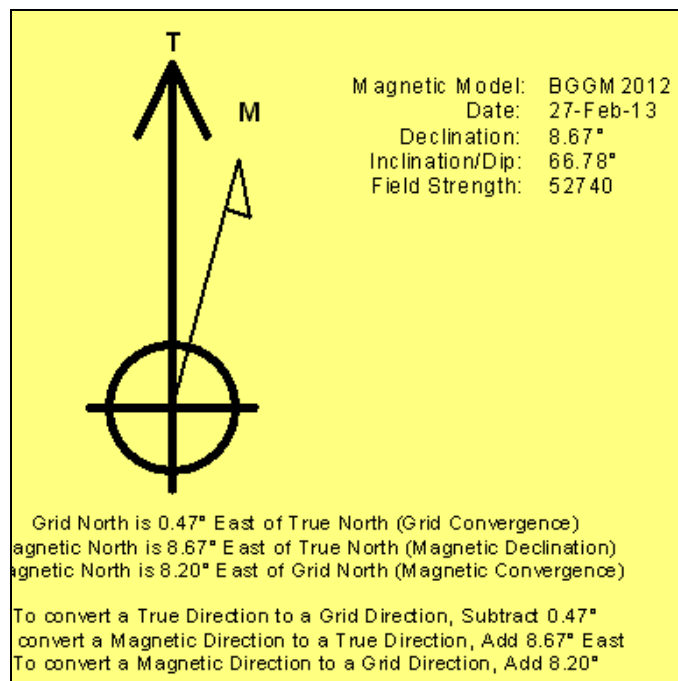 T
M
Magnetic Model: BGGM 2012
Date: 27-Feb-13
Declination: 8.67°
Inclination/Dip: 66.78°
Field Strength: 52740
Grid North is 0.47° East of True North (Grid Convergence)
agnetic North is 8.67° East of True North (Magnetic Declination)
agnetic North is 8.20° East of Grid North (Magnetic Convergence)
To convert a True Direction to a Grid Direction, Subtract 0.47°
convert a Magnetic Direction to a True Direction, Add 8.67° East
To convert a Magnetic Direction to a Grid Direction, Add 8.20°